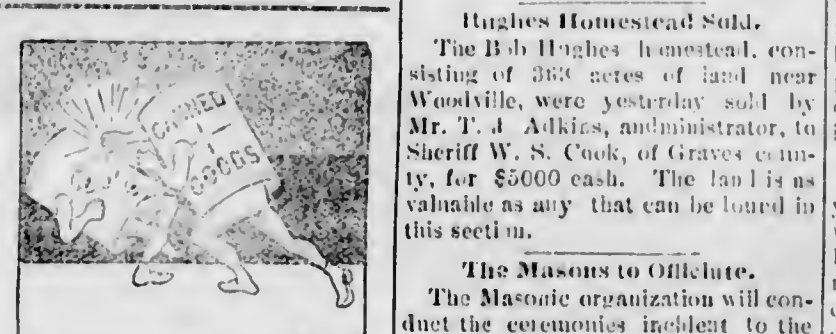 CANNED
GOODS
Hughes Homestead Sold.
The Bob Hughes homestead, con-
sisting of acres of land near
Woodville, were yesterday sold by
Mr. T. J Adkins, andministrator, to
Sheriff W. S. Cook, of Graves coun-
ty, for $5000 cash. The land is as
valuable as any that can be found in
this section.
The Masons to Officiate.
The Masonic organization will con-
duct the ceremonies incident to the